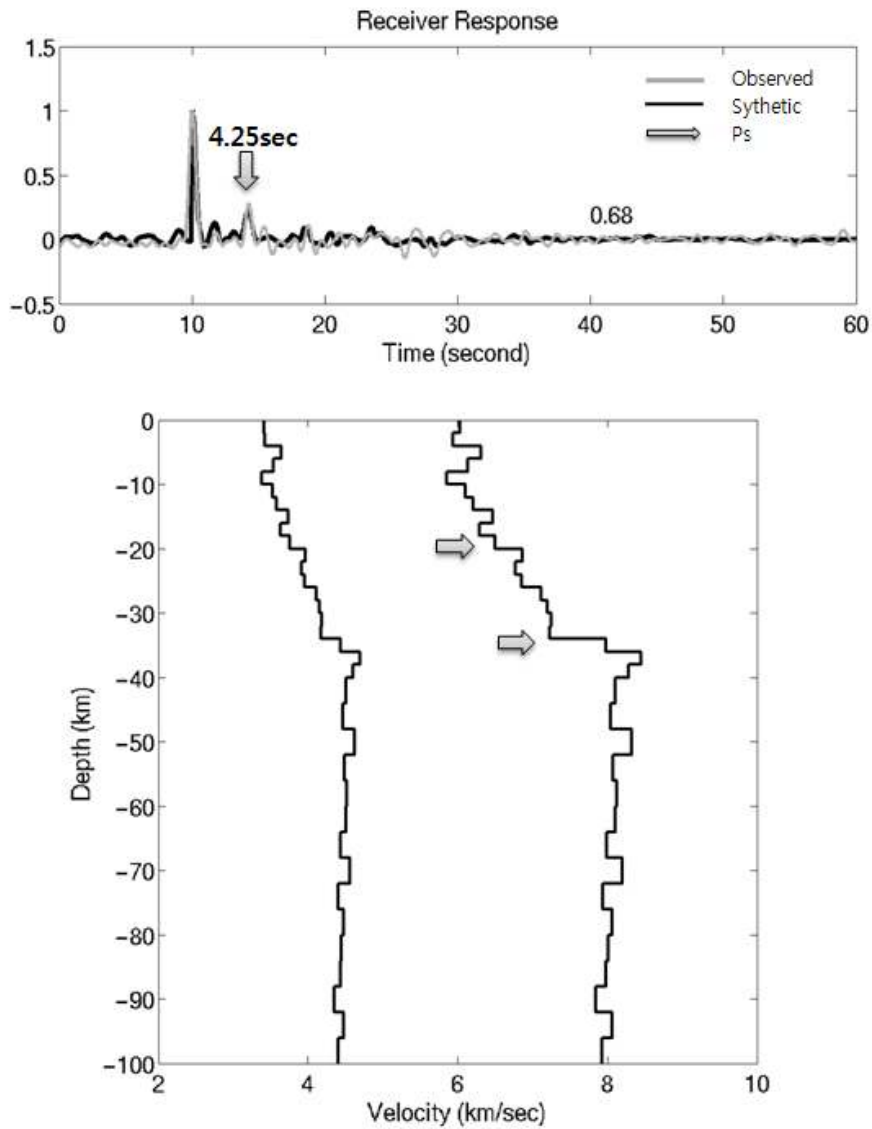 Receiver Response
1.5
1
0.5
0
−0.5
4.25sec
Observed
Sythetic
Ps
0.68
0 10 20 30 40 50 60
Time (second)
0
−10
−20
−30
−40
−50
−60
−70
−80
−90
−100
Depth (km)
2 4 6 8 10
Velocity (km/sec)